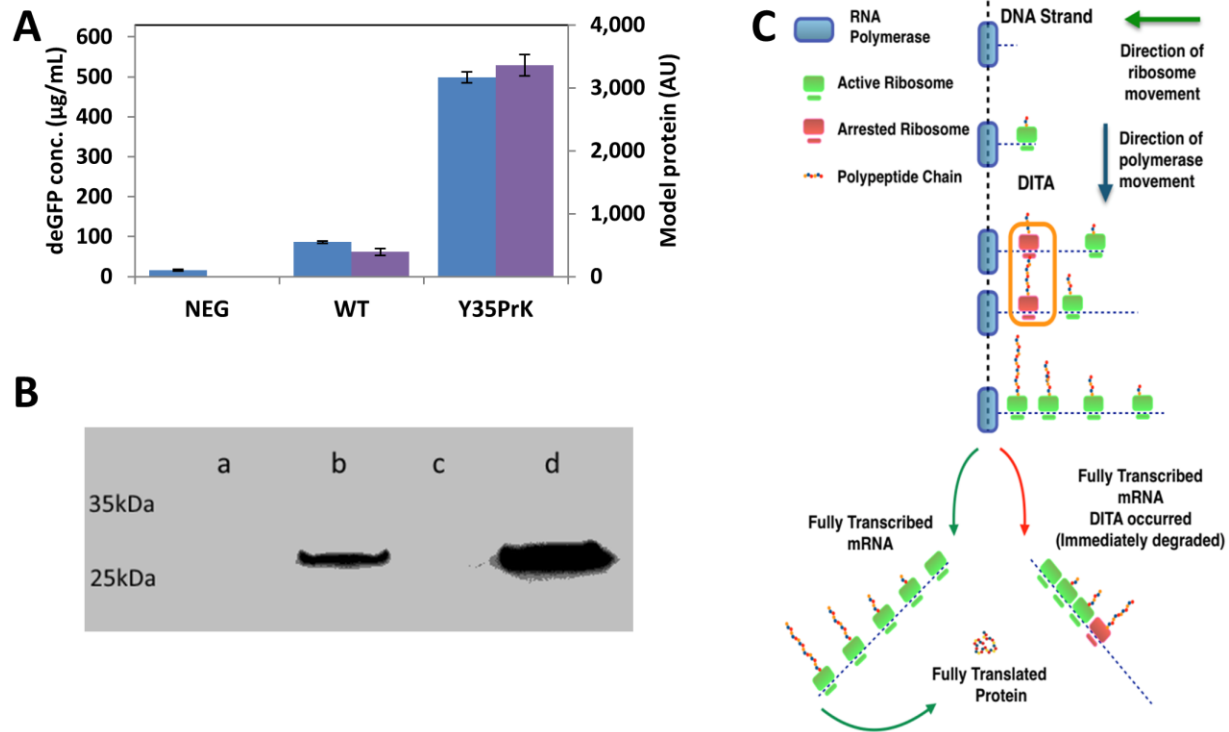 A
deGFP conc. (µg/mL)
600
500
400
300
200
100
0
4,000
3,000
2,000
1,000
0
Model protein (AU)
NEG
WT
Y35PrK
B
a
b
c
d
35kDa
25kDa
C
RNA
Polymerase
Active Ribosome
Arrested Ribosome
Polypeptide Chain
DNA Strand
Direction of
ribosome
movement
Direction of
polymerase
movement
DITA
Fully Transcribed
mRNA
Fully Transcribed
mRNA
DITA occurred
(Immediately degraded)
Fully Translated
Protein